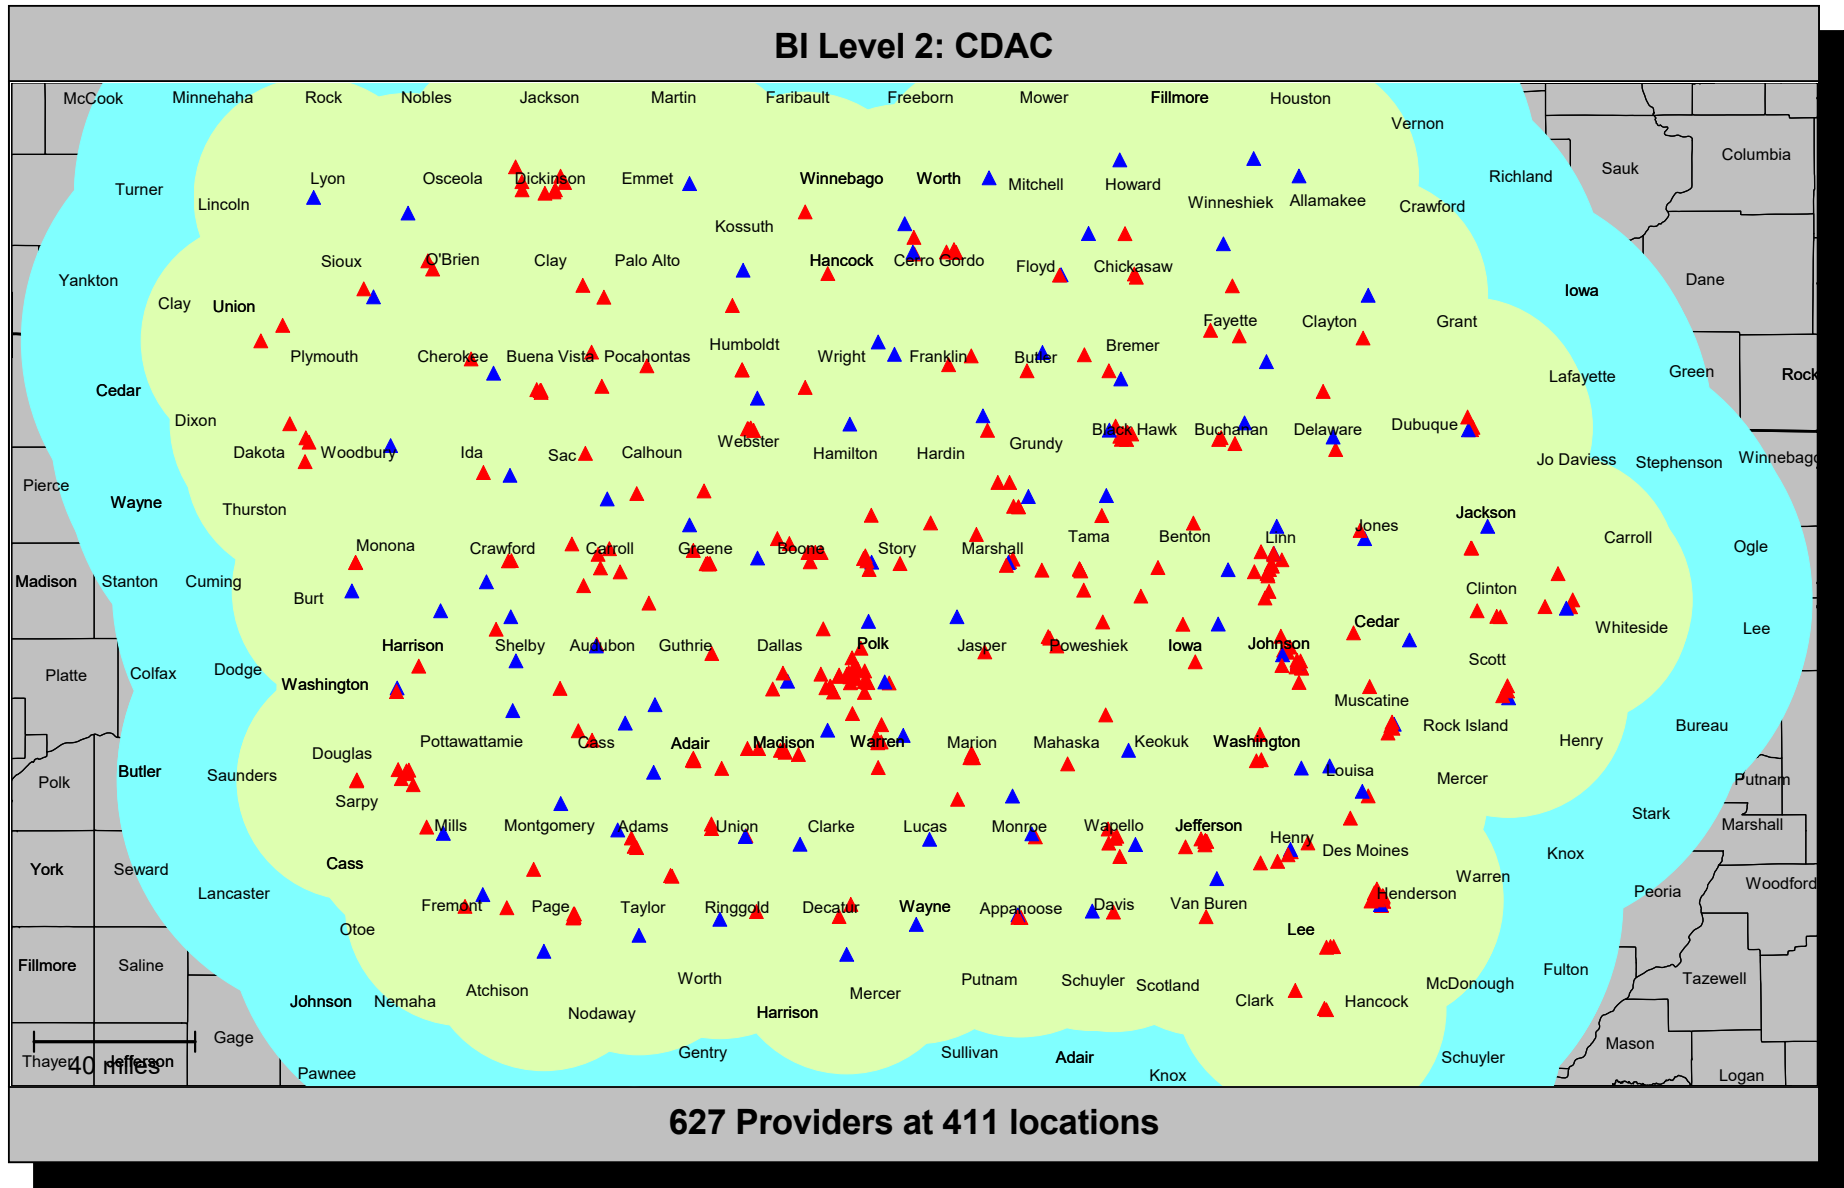 BI Level 2: CDAC
McCook Minnehaha Rock Nobles Jackson Martin Faribault Freeborn Mower Fillmore Houston
Vernon
Columbia
Sauk
Turner Lyon Osceola Dickinson Emmet Winnebago Worth Mitchell Howard Richland
Lincoln Winneshiek Allamakee Crawford
Kossuth
Yankton Sioux O'Brien Clay Palo Alto Hancock Cerro Gordo Floyd Chickasaw Dane
Iowa
Clay Union
Fayette Clayton Grant
Plymouth Cherokee Buena Vista Pocahontas Humboldt Wright Franklin Butler Bremer
Cedar Lafayette Green Rock
Dixon Webster Grundy Black Hawk Buchanan Delaware Dubuque
Dakota Woodbury Ida Sac Calhoun Hamilton Hardin Jo Daviess Stephenson Winnebago
Pierce
Wayne Thurston Jackson
Monona Crawford Carroll Greene Boone Story Marshall Tama Benton Linn Jones Carroll Ogle
Madison Stanton Cuming Burt Clinton
Harrison Shelby Audubon Guthrie Dallas Polk Jasper Poweshiek Iowa Johnson Cedar Whiteside Lee
Platte Colfax Dodge Washington Scott
Muscatine
Pottawattamie Cass Adair Madison Warren Marion Mahaska Keokuk Washington Rock Island Henry Bureau
Douglas
Polk Butler Saunders Louisa Mercer Putnam
Sarpy
Mills Montgomery Adams Union Clarke Lucas Monroe Wapello Jefferson Henry Stark Marshall
York Seward Cass Des Moines Knox
Lancaster Warren Peoria Woodford
Fremont Page Taylor Ringgold Decatur Wayne Appanoose Davis Van Buren Henderson
Otoe Lee
Fillmore Saline Fulton
Johnson Nemaha Atchison Nodaway Worth Harrison Mercer Putnam Schuyler Scotland Clark Hancock McDonough Tazewell
Gage Gentry Sullivan Adair Schuyler Mason
Thayer Jefferson
40 miles
Pawnee Knox Logan
627 Providers at 411 locations